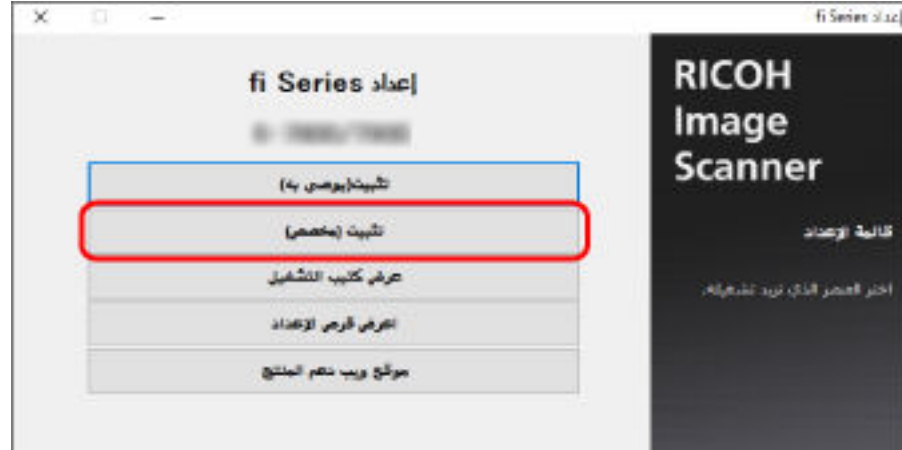 إعداد fi Series
RICOH
Image
Scanner
قائمة الإعداد
اختر العنصر الذي تريد تشغيله.
إعداد fi Series
تثبيت(يوصى به)
تثبيت (مخصص)
عرض كتيب التشغيل
اعرض قرص الإعداد
موقع ويب دعم المنتج